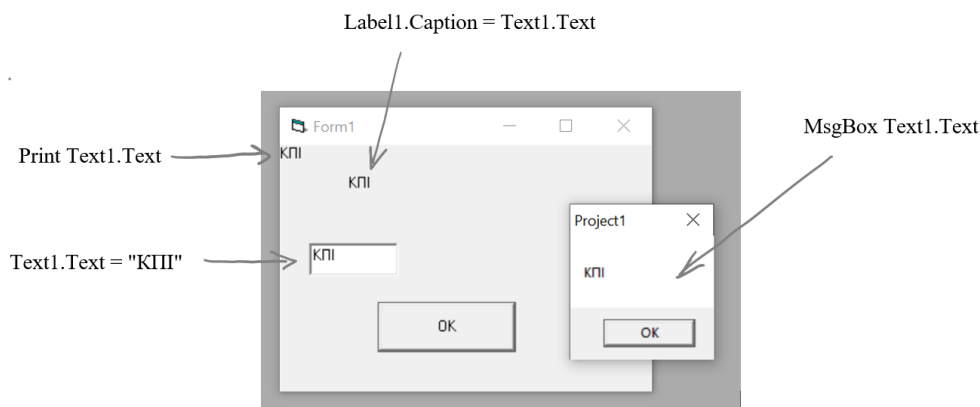 Label1.Caption = Text1.Text
Form1
MsgBox Text1.Text
Print Text1.Text
КПІ
КПІ
Project1
Text1.Text = "КПІ"
КПІ
КПІ
OK
OK